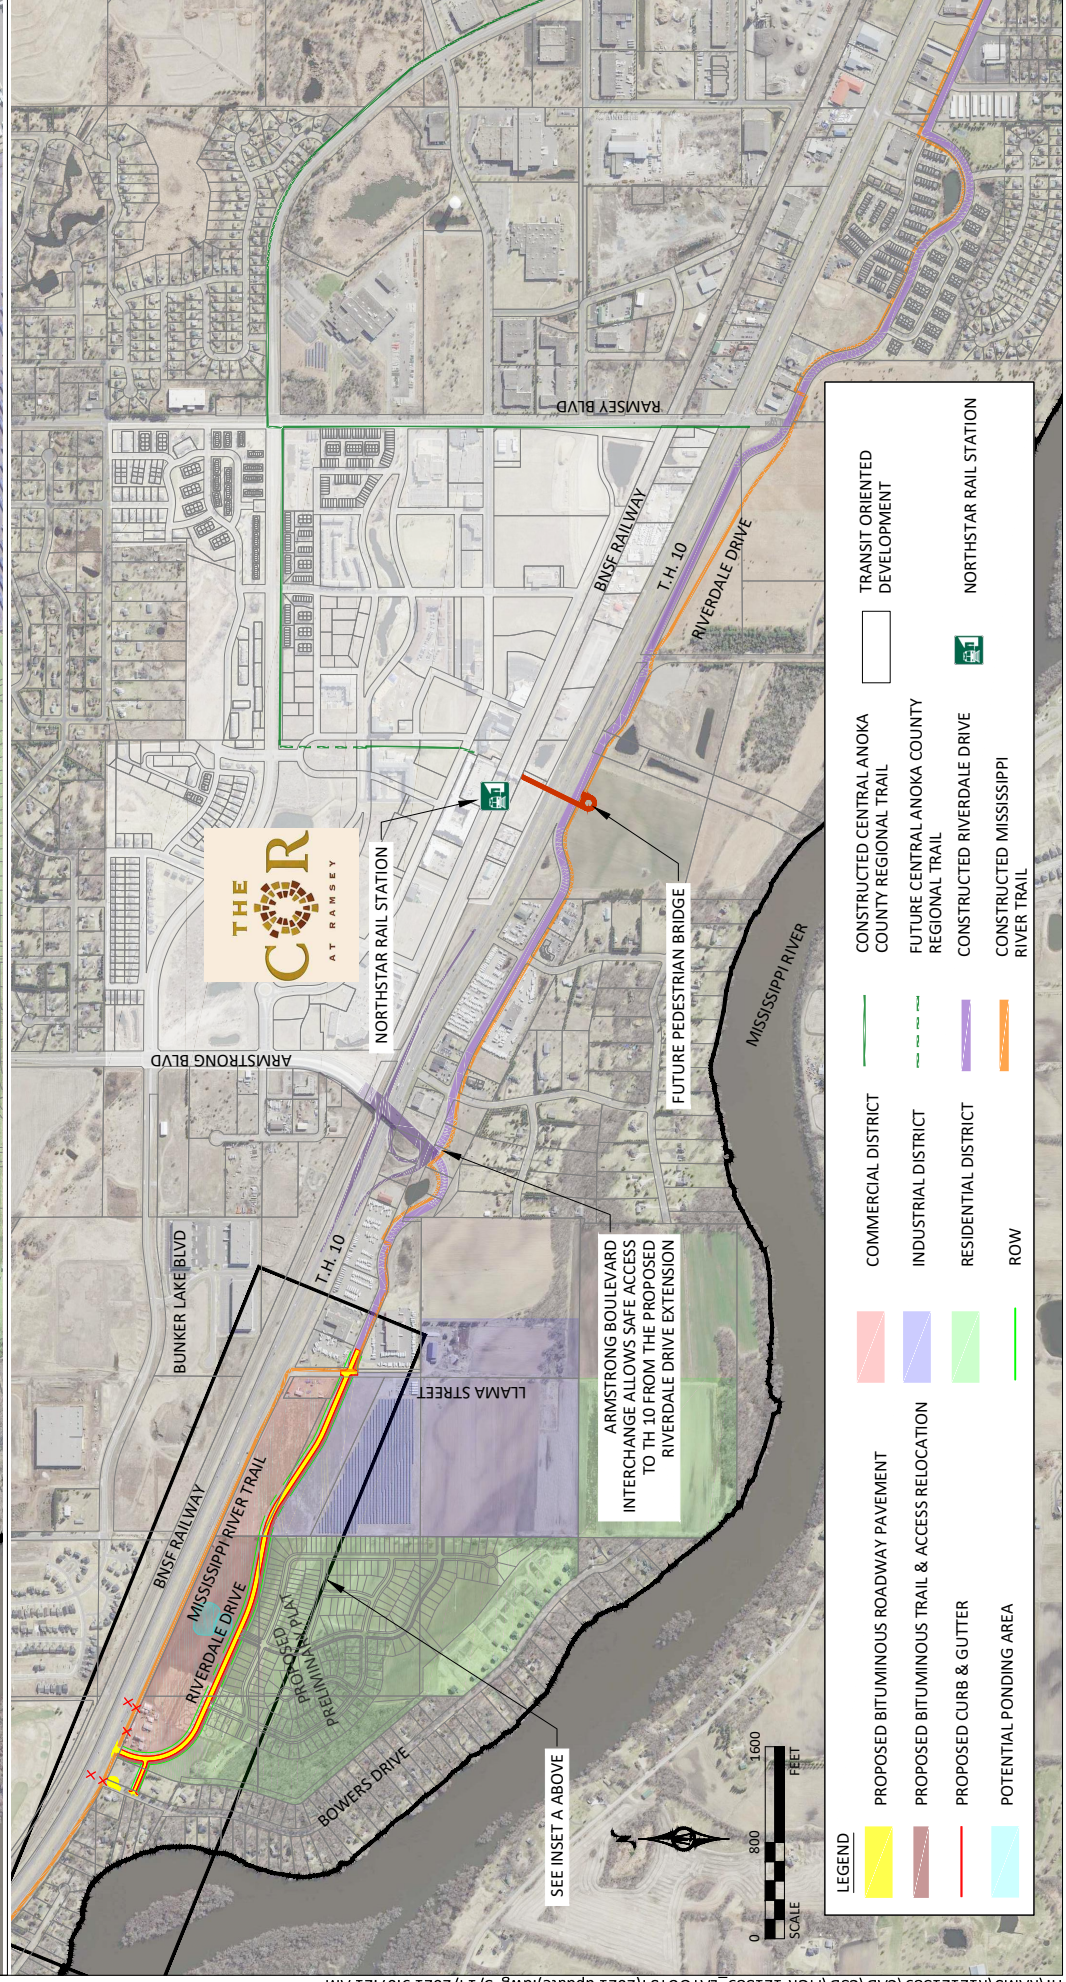 BNSF RAILWAY
MISSISSIPPI RIVER TRAIL
RIVERDALE DRIVE
PROPOSED
PRELIMINARY PLAT
BOWERS DRIVE
SEE INSET A ABOVE
BUNKER LAKE BLVD
T.H. 10
LLAMA STREET
ARMSTRONG BOULEVARD
INTERCHANGE ALLOWS SAFE ACCESS
TO TH 10 FROM THE PROPOSED
RIVERDALE DRIVE EXTENSION
ARMSTRONG BLVD
THE
COR
AT RAMSEY
NORTHSTAR RAIL STATION
FUTURE PEDESTRIAN BRIDGE
MISSISSIPPI RIVER
BNSF RAILWAY
T.H. 10
RIVERDALE DRIVE
RAMSEY BLVD
N
0
800
1600
SCALE
FEET
LEGEND
PROPOSED BITUMINOUS ROADWAY PAVEMENT
PROPOSED BITUMINOUS TRAIL & ACCESS RELOCATION
PROPOSED CURB & GUTTER
POTENTIAL PONDING AREA
COMMERCIAL DISTRICT
INDUSTRIAL DISTRICT
RESIDENTIAL DISTRICT
ROW
CONSTRUCTED CENTRAL ANOKA
COUNTY REGIONAL TRAIL
FUTURE CENTRAL ANOKA COUNTY
REGIONAL TRAIL
CONSTRUCTED RIVERDALE DRIVE
CONSTRUCTED MISSISSIPPI
RIVER TRAIL
TRANSIT ORIENTED
DEVELOPMENT
NORTHSTAR RAIL STATION